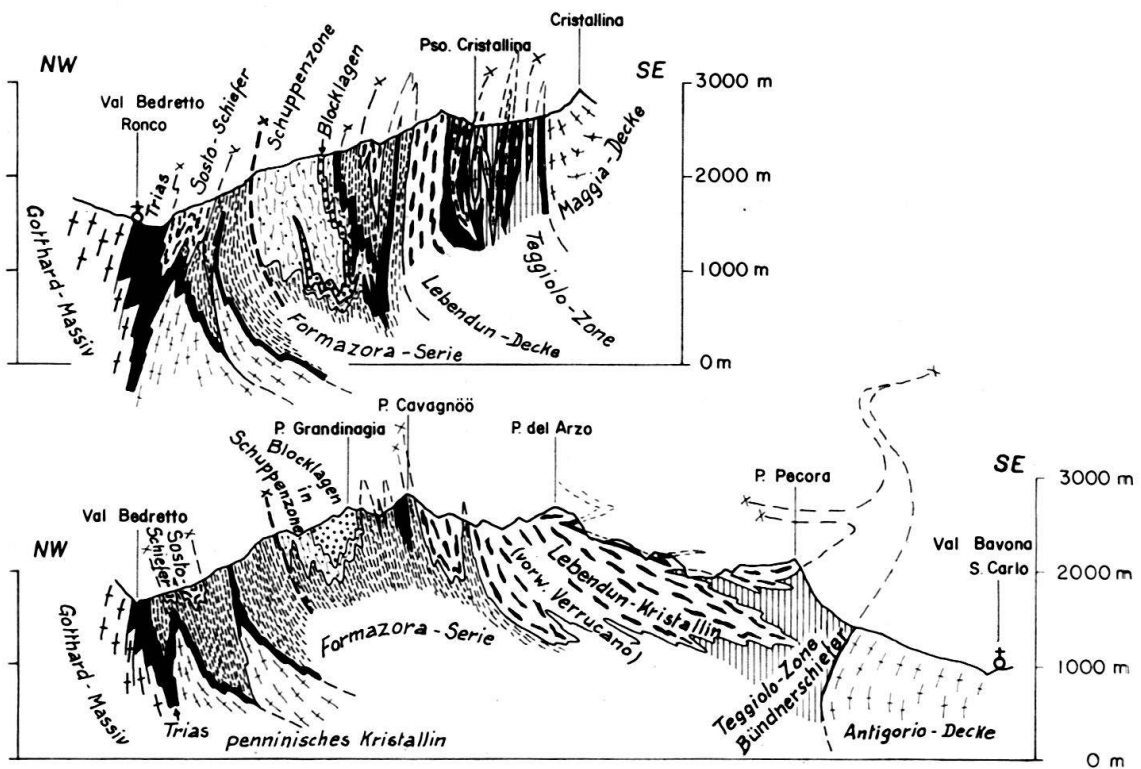 Cristallina
Pso. Cristallina
NW
SE
3000 m
2000 m
1000 m
0 m
Val Bedretto
Ronco
Trias
Sosto-Schiefer
Schuppenzone
Blocklagen
Gotthard-Massiv
Formazora-Serie
Lebendun-Decke
Teggiolo-Zone
Maggia-Decke
P. Cavagnöö
P. Grandinagia
P. del Arzo
P. Pecora
Val Bavona
S. Carlo
NW
SE
3000 m
2000 m
1000 m
0 m
Val Bedretto
Sosto-
Schiefer
Schuppenzone
Blocklagen
in
Gotthard-Massiv
Trias
penninisches Kristallin
Formazora-Serie
Lebendun-Kristallin
(vorw. Verrucano)
Teggiolo-Zone
Bündnerschiefer
Antigorio-Decke